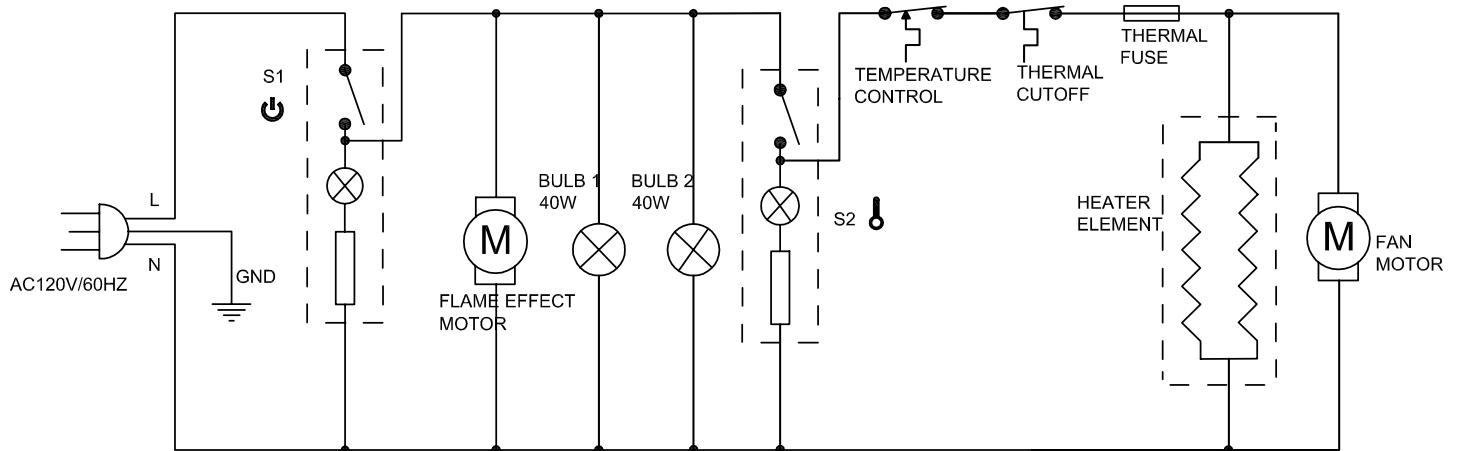 S1
L
N
AC120V/60HZ
GND
M
FLAME EFFECT
MOTOR
BULB 1
40W
BULB 2
40W
S2
TEMPERATURE
CONTROL
THERMAL
CUTOFF
THERMAL
FUSE
HEATER
ELEMENT
M
FAN
MOTOR